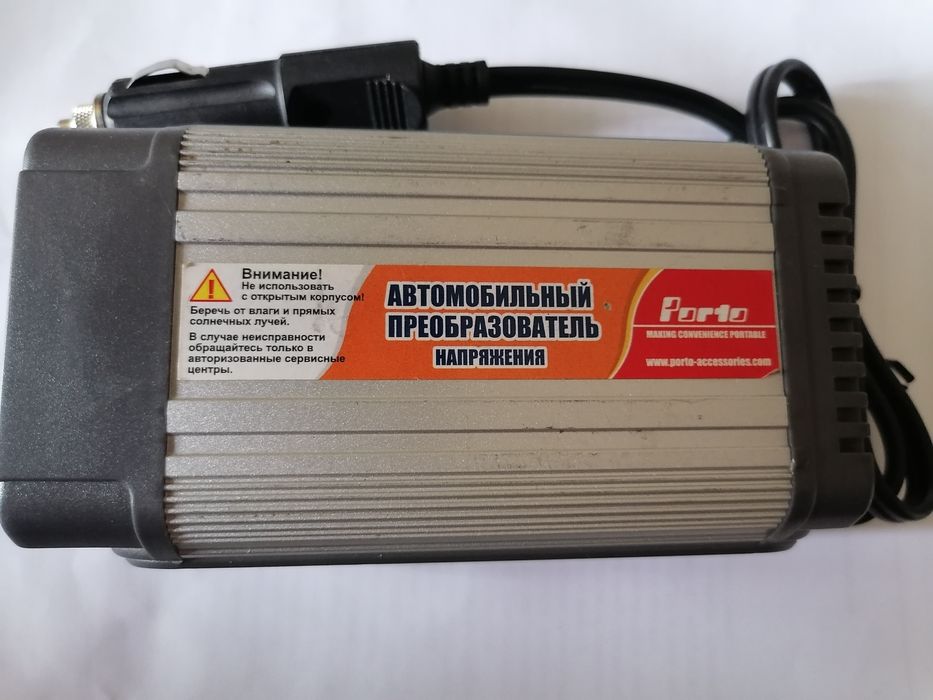 Внимание!
Не использовать
с открытым корпусом!
Беречь от влаги и прямых
солнечных лучей.
В случае неисправности
обращайтесь только в
авторизованные сервисные
центры.
АВТОМОБИЛЬНЫЙ
ПРЕОБРАЗОВАТЕЛЬ
НАПРЯЖЕНИЯ
Porto
MAKING CONVENIENCE PORTABLE
www.porto-accessories.com